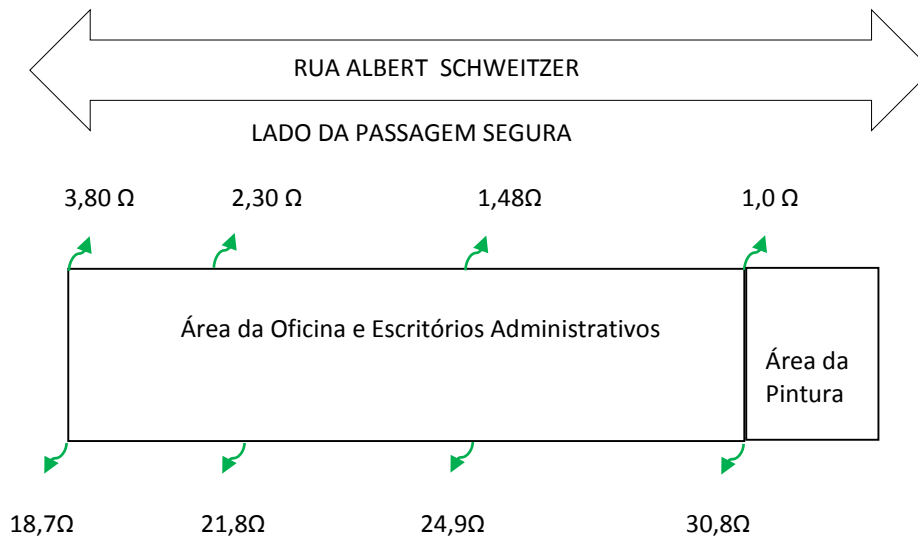 RUA ALBERT SCHWEITZER
LADO DA PASSAGEM SEGURA
3,80 Ω 2,30 Ω 1,48Ω 1,0 Ω
Área da Oficina e Escritórios Administrativos
Área da
Pintura
18,7Ω 21,8Ω 24,9Ω 30,8Ω